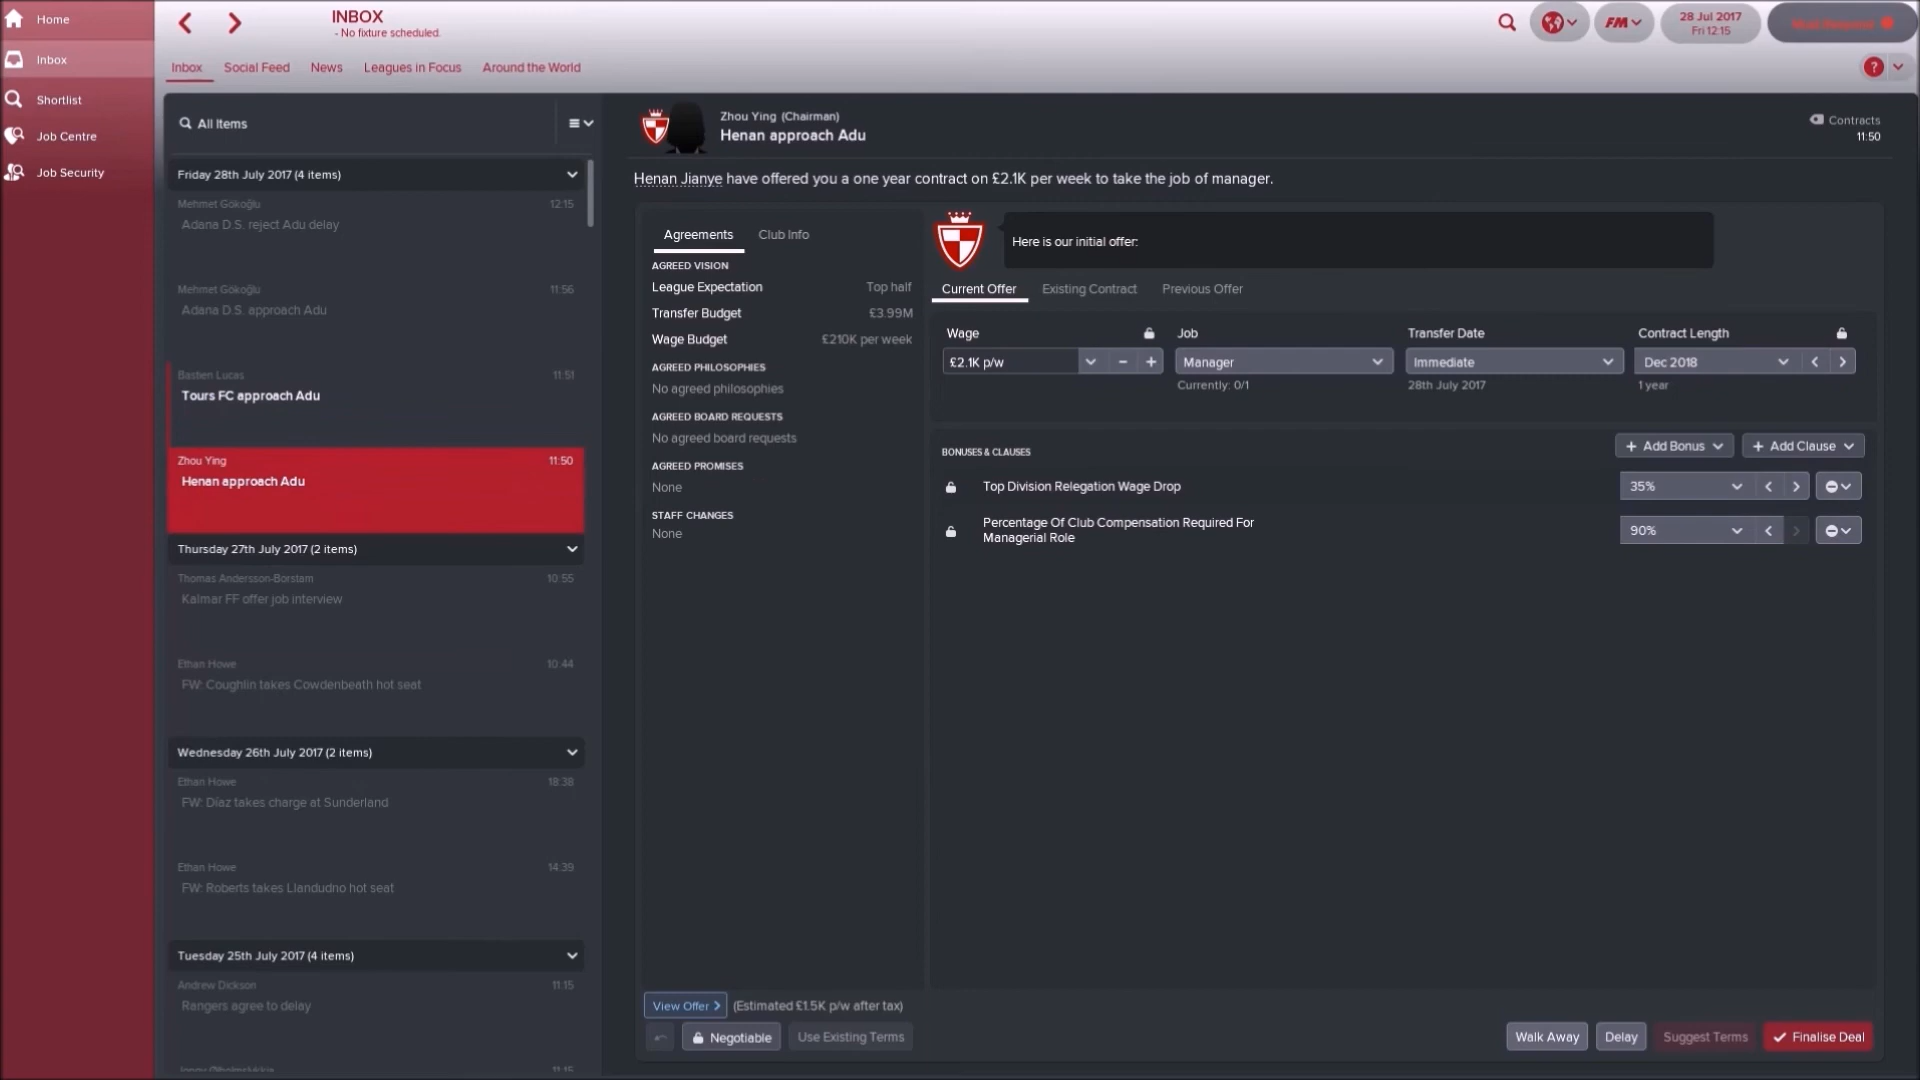 Home
Inbox
Shortlist
Job Centre
Job Security
INBOX
- No fixture scheduled.
FM
28 Jul 2017
Fri 12:15
Inbox
Social Feed
News
Leagues in Focus
Around the World
?
All Items
Friday 28th July 2017 (4 items)
Mehmet Gökoğlu 12:15
Adana D.S. reject Adu delay
Mehmet Gökoğlu 11:56
Adana D.S. approach Adu
Bastien Lucas 11:51
Tours FC approach Adu
Zhou Ying 11:50
Henan approach Adu
Thursday 27th July 2017 (2 items)
Thomas Andersson-Borstam 10:55
Kalmar FF offer job interview
Ethan Howe 10:44
FW: Coughlin takes Cowdenbeath hot seat
Wednesday 26th July 2017 (2 items)
Ethan Howe 18:38
FW: Díaz takes charge at Sunderland
Ethan Howe 14:39
FW: Roberts takes Llandudno hot seat
Tuesday 25th July 2017 (4 items)
Andrew Dickson 11:15
Rangers agree to delay
11:15
Zhou Ying (Chairman)
Henan approach Adu
Contracts
11:50
Henan Jianye have offered you a one year contract on £2.1K per week to take the job of manager.
Agreements
Club Info
AGREED VISION
League Expectation Top half
Transfer Budget £3.99M
Wage Budget £210K per week
AGREED PHILOSOPHIES
No agreed philosophies
AGREED BOARD REQUESTS
No agreed board requests
AGREED PROMISES
None
STAFF CHANGES
None
Here is our initial offer:
Current Offer
Existing Contract
Previous Offer
Wage
£2.1K p/w
Job
Manager
Currently: 0/1
Transfer Date
Immediate
28th July 2017
Contract Length
Dec 2018
1 year
BONUSES & CLAUSES
Add Bonus
Add Clause
Top Division Relegation Wage Drop 35%
Percentage Of Club Compensation Required For
Managerial Role
90%
View Offer
(Estimated £1.5K p/w after tax)
Negotiable
Use Existing Terms
Walk Away
Delay
Suggest Terms
Finalise Deal